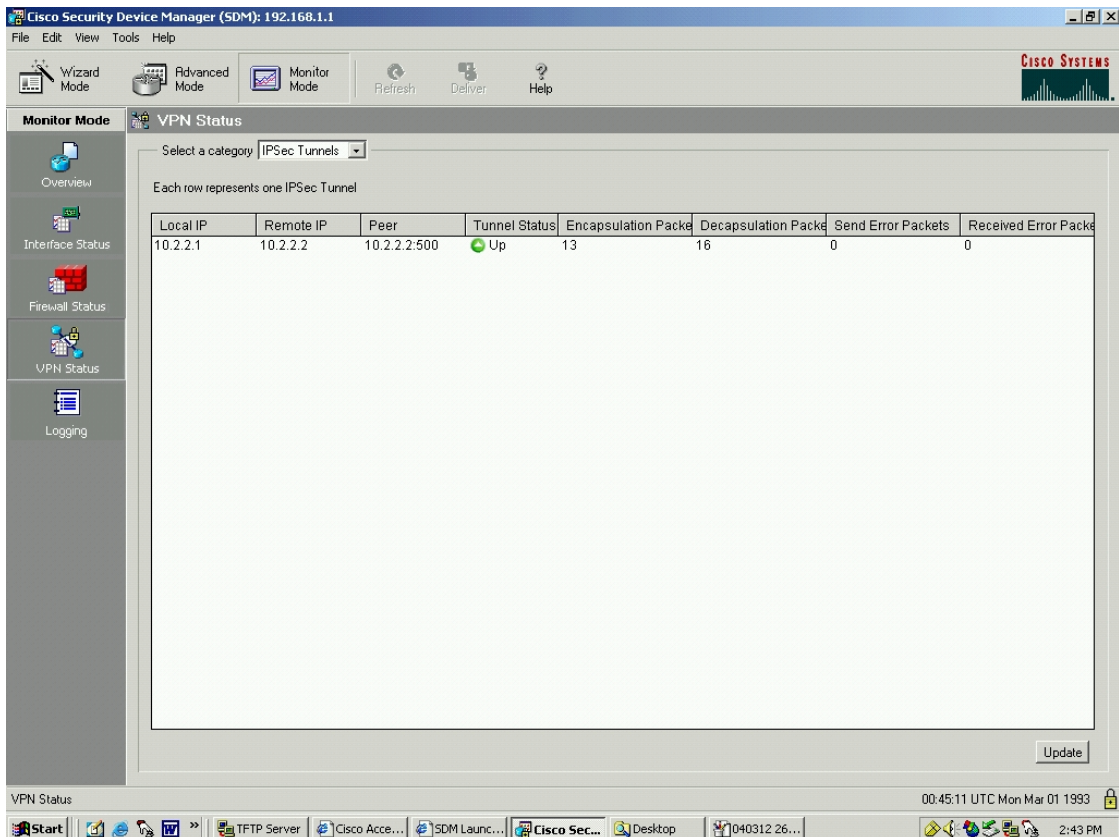 Cisco Security Device Manager (SDM): 192.168.1.1
File Edit View Tools Help
Wizard Mode
Advanced Mode
Monitor Mode
Refresh
Deliver
Help
CISCO SYSTEMS
Monitor Mode
VPN Status
Overview
Interface Status
Firewall Status
VPN Status
Logging
Select a category IPSec Tunnels
Each row represents one IPSec Tunnel
Local IP Remote IP Peer Tunnel Status Encapsulation Packe Decapsulation Packe Send Error Packets Received Error Packe
10.2.2.1 10.2.2.2 10.2.2.2:500 Up 13 16 0 0
Update
VPN Status 00:45:11 UTC Mon Mar 01 1993
Start » TFTP Server Cisco Acce... SDM Launc... Cisco Sec... Desktop 040312 26... 2:43 PM